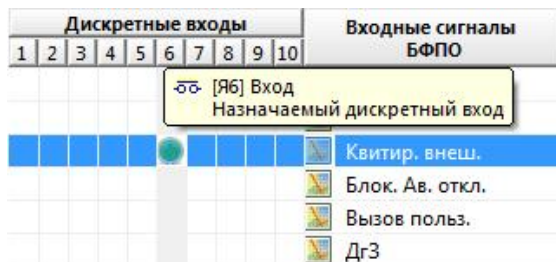 Дискретные входы
Входные сигналы
БФПО
1 2 3 4 5 6 7 8 9 10
[Я6] Вход
Назначаемый дискретный вход
Квитир. внеш.
Блок. Ав. откл.
Вызов польз.
ДгЗ